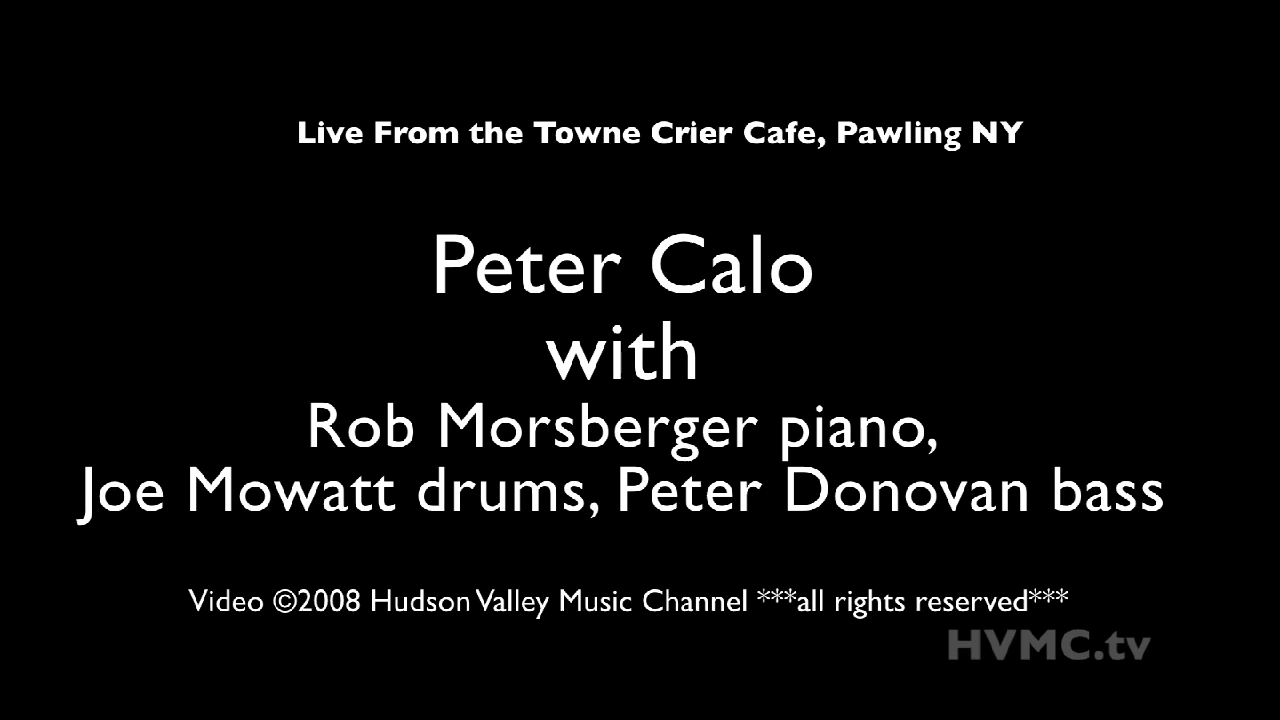 Live From the Towne Crier Cafe, Pawling NY
Peter Calo
with
Rob Morsberger piano,
Joe Mowatt drums, Peter Donovan bass
Video ©2008 Hudson Valley Music Channel ***all rights reserved***
HVMC.tv